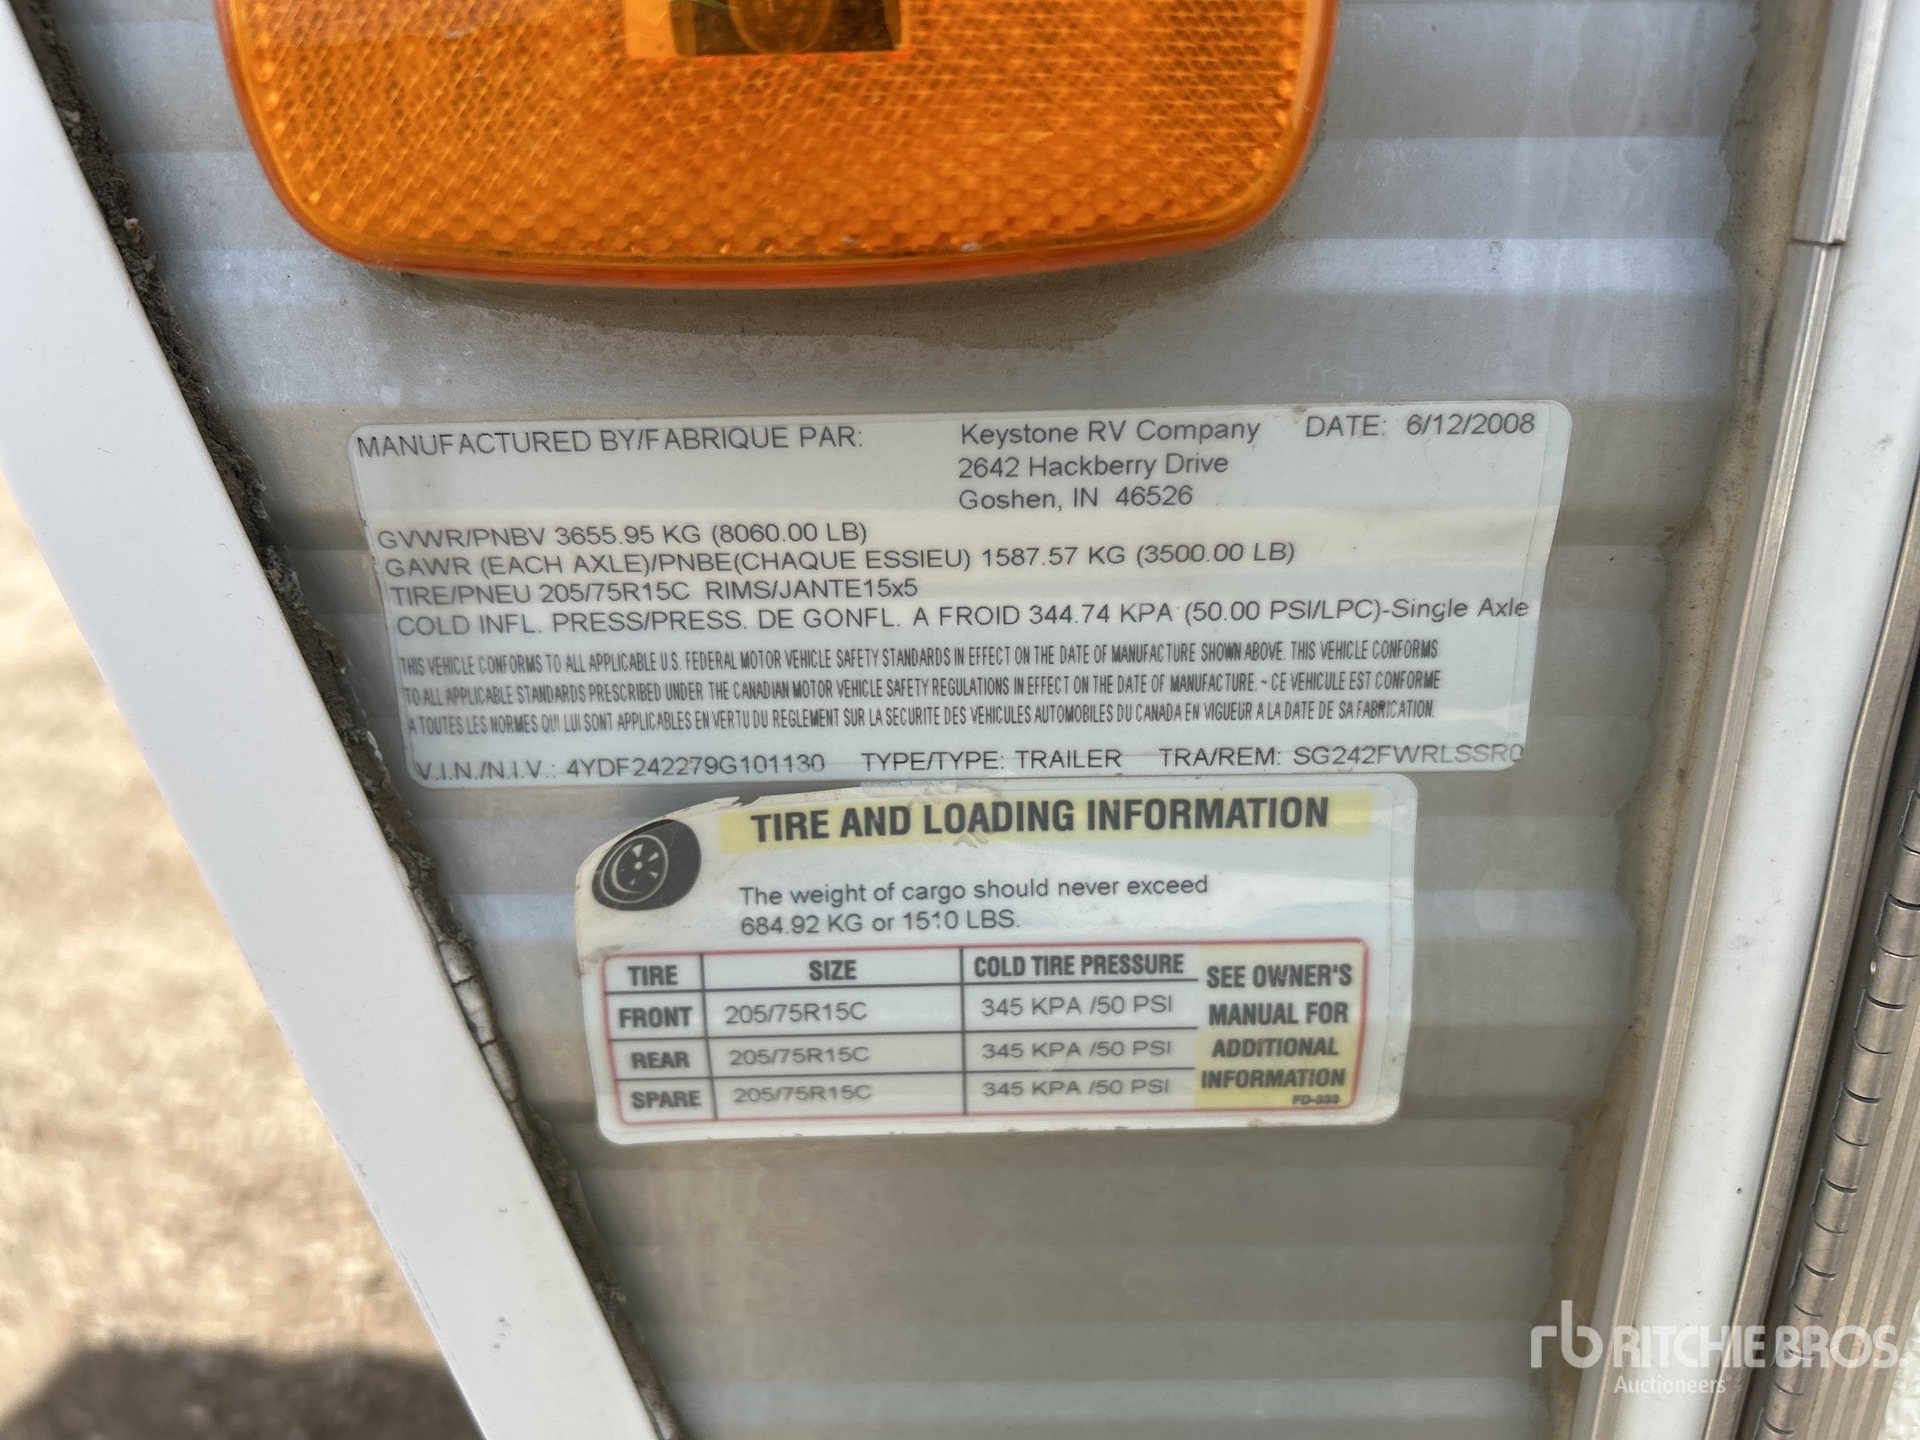 MANUFACTURED BY/FABRIQUE PAR: Keystone RV Company DATE: 6/12/2008
2642 Hackberry Drive
Goshen, IN 46526
GVWR/PNBV 3655.95 KG (8060.00 LB)
GAWR (EACH AXLE)/PNBE(CHAQUE ESSIEU) 1587.57 KG (3500.00 LB)
TIRE/PNEU 205/75R15C RIMS/JANTE15x5
COLD INFL. PRESS/PRESS. DE GONFL. A FROID 344.74 KPA (50.00 PSI/LPC)-Single Axle
THIS VEHICLE CONFORMS TO ALL APPLICABLE U.S. FEDERAL MOTOR VEHICLE SAFETY STANDARDS IN EFFECT ON THE DATE OF MANUFACTURE SHOWN ABOVE. THIS VEHICLE CONFORMS
TO ALL APPLICABLE STANDARDS PRESCRIBED UNDER THE CANADIAN MOTOR VEHICLE SAFETY REGULATIONS IN EFFECT ON THE DATE OF MANUFACTURE. ~ CE VEHICULE EST CONFORME
A TOUTES LES NORMES QUI LUI SONT APPLICABLES EN VERTU DU REGLEMENT SUR LA SECURITE DES VEHICULES AUTOMOBILES DU CANADA EN VIGUEUR A LA DATE DE SA FABRICATION.
V.I.N./N.I.V.: 4YDF242279G101130 TYPE/TYPE: TRAILER TRA/REM: SG242FWRLSSR0
TIRE AND LOADING INFORMATION
The weight of cargo should never exceed
684.92 KG or 1510 LBS.
TIRE SIZE COLD TIRE PRESSURE SEE OWNER'S
FRONT 205/75R15C 345 KPA /50 PSI MANUAL FOR
REAR 205/75R15C 345 KPA /50 PSI ADDITIONAL
SPARE 205/75R15C 345 KPA /50 PSI INFORMATION
FD-333
rb RITCHIE BROS.
Auctioneers